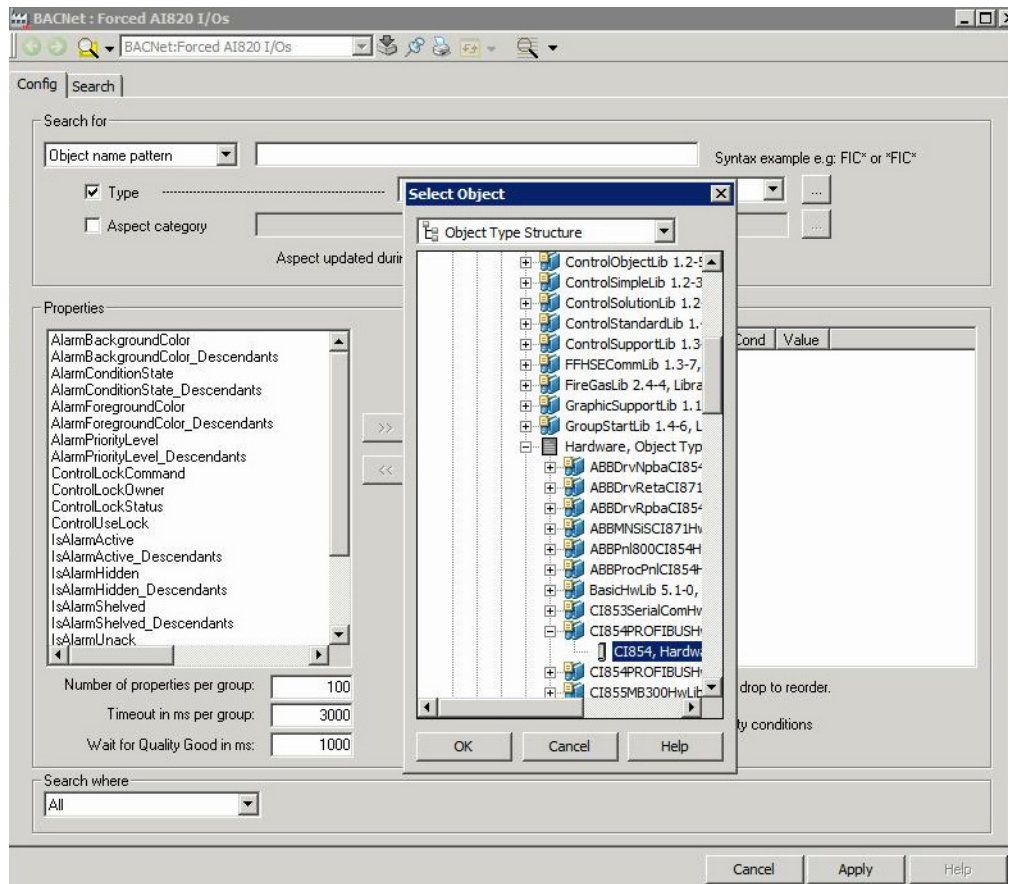 BACNet : Forced AI820 I/Os
BACNet:Forced AI820 I/Os
Config
Search
Search for
Object name pattern
Syntax example e.g: FIC* or *FIC*
Type
...
Aspect category
...
Aspect updated durin
Select Object
Object Type Structure
ControlObjectLib 1.2-5
ControlSimpleLib 1.2-3
ControlSolutionLib 1.2
ControlStandardLib 1.
ControlSupportLib 1.3
FFHSECommLib 1.3-7,
FireGasLib 2.4-4, Libra
GraphicSupportLib 1.1
GroupStartLib 1.4-6, L
Hardware, Object Typ
ABBDrvNpbaCI854
ABBDrvRetaCI871
ABBDrvRpbaCI854
ABBMNSiSCI871Hw
ABBPnl800CI854H
ABBProcPnlCI854H
BasicHwLib 5.1-0,
CI853SerialComHw
CI854PROFIBUSH
CI854, Hardwa
CI854PROFIBUSH
CI855MB300HwLib
OK
Cancel
Help
Properties
AlarmBackgroundColor
AlarmBackgroundColor_Descendants
AlarmConditionState
AlarmConditionState_Descendants
AlarmForegroundColor
AlarmForegroundColor_Descendants
AlarmPriorityLevel
AlarmPriorityLevel_Descendants
ControlLockCommand
ControlLockOwner
ControlLockStatus
ControlUseLock
IsAlarmActive
IsAlarmActive_Descendants
IsAlarmHidden
IsAlarmHidden_Descendants
IsAlarmShelved
IsAlarmShelved_Descendants
IsAlarmUnack
>>
<<
Cond
Value
Number of properties per group: 100
Timeout in ms per group: 3000
Wait for Quality Good in ms: 1000
drop to reorder.
ty conditions
Search where
All
Cancel
Apply
Help